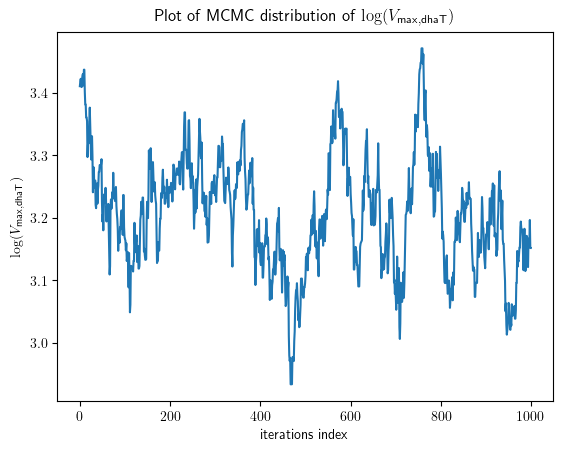 Plot of MCMC distribution of log(V_max,dhaT)
log(V_max,dhaT)
3.4
3.3
3.2
3.1
3.0
0 200 400 600 800 1000
iterations index